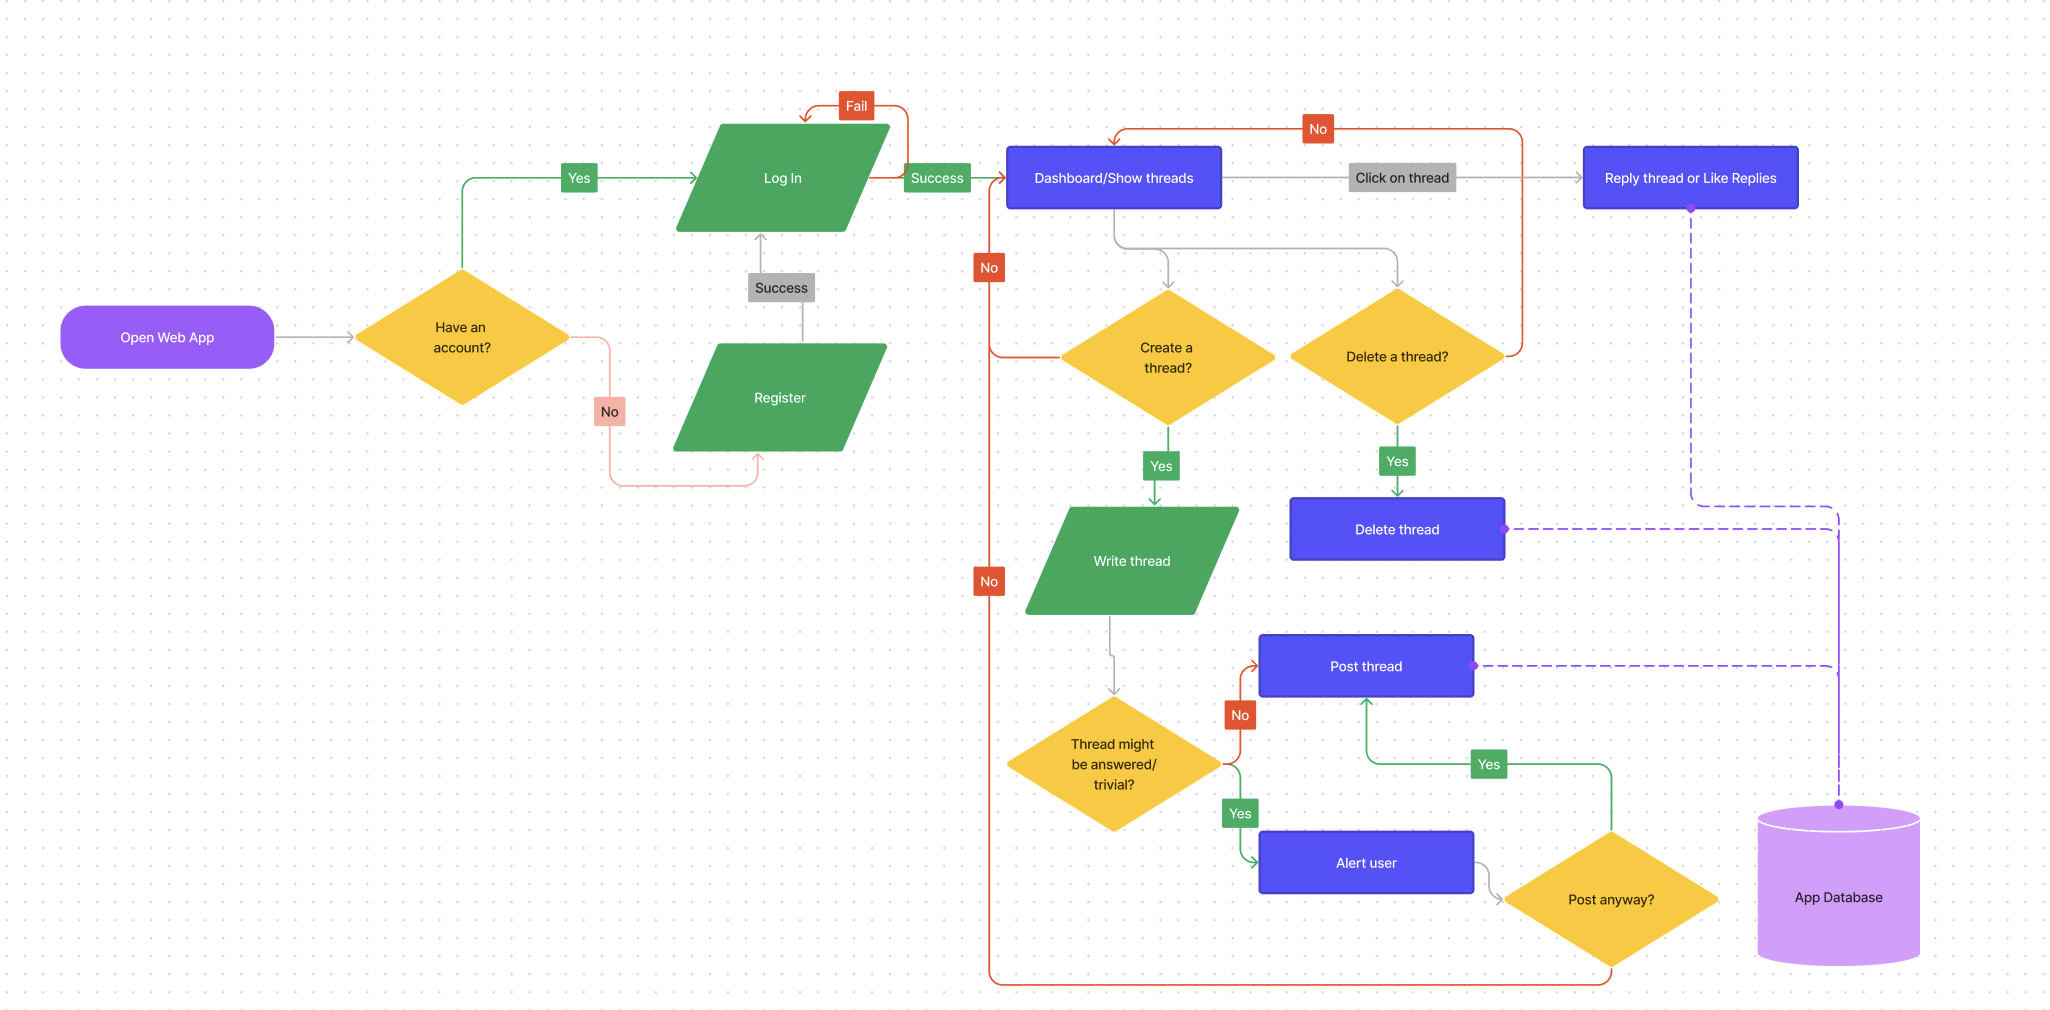 Fail
No
Yes
Log In
Success
Dashboard/Show threads
Click on thread
Reply thread or Like Replies
No
Success
Open Web App
Have an
account?
Create a
thread?
Delete a thread?
No
Register
Yes
Yes
Delete thread
Write thread
No
Post thread
No
Thread might
be answered/
trivial?
Yes
Yes
Alert user
Post anyway?
App Database